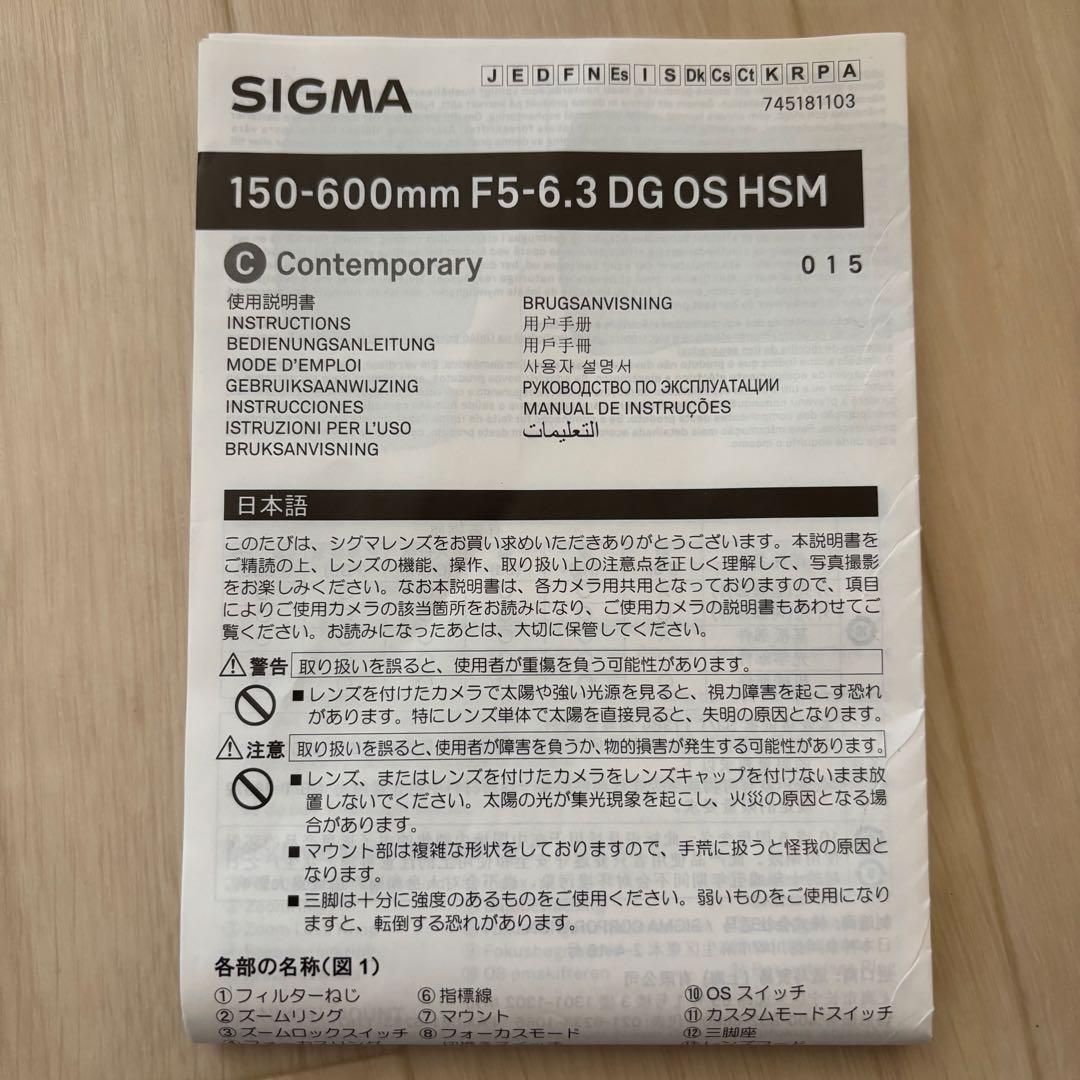 SIGMA
J E D F N Es I S Dk Cs Ct K R P A
745181103
150-600mm F5-6.3 DG OS HSM
C Contemporary
015
使用説明書
INSTRUCTIONS
BEDIENUNGSANLEITUNG
MODE D'EMPLOI
GEBRUIKSAANWIJZING
INSTRUCCIONES
ISTRUZIONI PER L'USO
BRUKSANVISNING
BRUGSANVISNING
用户手册
用戶手冊
사용자 설명서
РУКОВОДСТВО ПО ЭКСПЛУАТАЦИИ
MANUAL DE INSTRUÇÕES
التعليمات
日本語
このたびは、シグマレンズをお買い求めいただきありがとうございます。本説明書を
ご精読の上、レンズの機能、操作、取り扱い上の注意点を正しく理解して、写真撮影
をお楽しみください。なお本説明書は、各カメラ用共用となっておりますので、項目
によりご使用カメラの該当箇所をお読みになり、ご使用カメラの説明書もあわせてご
覧ください。お読みになったあとは、大切に保管してください。
警告 取り扱いを誤ると、使用者が重傷を負う可能性があります。
■レンズを付けたカメラで太陽や強い光源を見ると、視力障害を起こす恐れ
があります。特にレンズ単体で太陽を直接見ると、失明の原因となります。
注意 取り扱いを誤ると、使用者が障害を負うか、物的損害が発生する可能性があります。
■レンズ、またはレンズを付けたカメラをレンズキャップを付けないまま放
置しないでください。太陽の光が集光現象を起こし、火災の原因となる場
合があります。
■マウント部は複雑な形状をしておりますので、手荒に扱うと怪我の原因と
なります。
■三脚は十分に強度のあるものをご使用ください。弱いものをご使用になり
ますと、転倒する恐れがあります。
各部の名称(図1)
①フィルターねじ
②ズームリング
③ズームロックスイッチ
⑥指標線
⑦マウント
⑧フォーカスモード
⑩OSスイッチ
⑪カスタムモードスイッチ
⑫三脚座